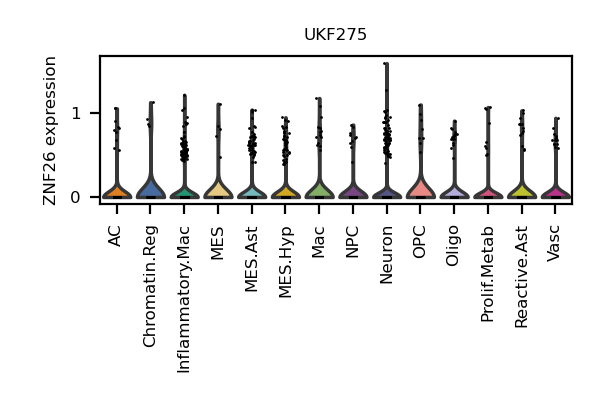 UKF275
ZNF26 expression
1
0
AC
Chromatin.Reg
Inflammatory.Mac
MES
MES.Ast
MES.Hyp
Mac
NPC
Neuron
OPC
Oligo
Prolif.Metab
Reactive.Ast
Vasc